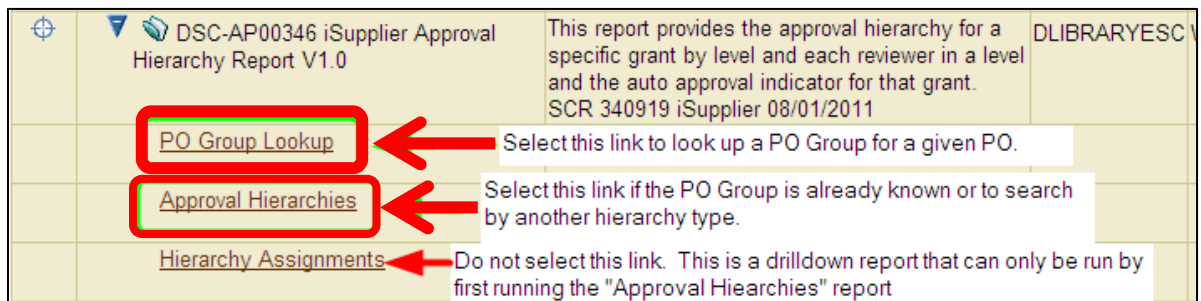 DSC-AP00346 iSupplier Approval
Hierarchy Report V1.0
This report provides the approval hierarchy for a
specific grant by level and each reviewer in a level
and the auto approval indicator for that grant.
SCR 340919 iSupplier 08/01/2011
DLIBRARYESC
PO Group Lookup
Select this link to look up a PO Group for a given PO.
Approval Hierarchies
Select this link if the PO Group is already known or to search
by another hierarchy type.
Hierarchy Assignments
Do not select this link. This is a drilldown report that can only be run by
first running the "Approval Hiearchies" report